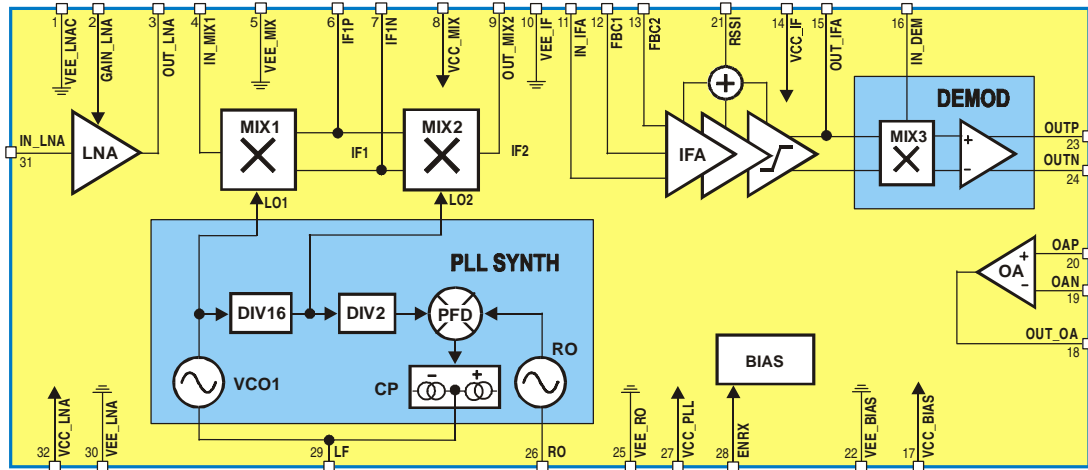 1 2 3 4 5 6 7 8 9 10 11 12 13 21 14 15 16
VEE_LNAC
GAIN_LNA
OUT_LNA
IN_MIX1
VEE_MIX
IF1P
IF1N
VCC_MIX
OUT_MIX2
VEE_IF
IN_IFA
FBC1
FBC2
RSSI
VCC_IF
OUT_IFA
IN_DEM
DEMOD
IN_LNA
31
LNA
MIX1
IF1
MIX2
IF2
IFA
+
MIX3
+
−
OUTP
23
OUTN
24
LO1
LO2
PLL SYNTH
DIV16
DIV2
PFD
RO
VCO1
CP
−
+
BIAS
OA
+
−
OAP
20
OAN
19
OUT_OA
18
VCC_LNA
VEE_LNA
LF
RO
VEE_RO
VCC_PLL
ENRX
VEE_BIAS
VCC_BIAS
32 30 29 26 25 27 28 22 17